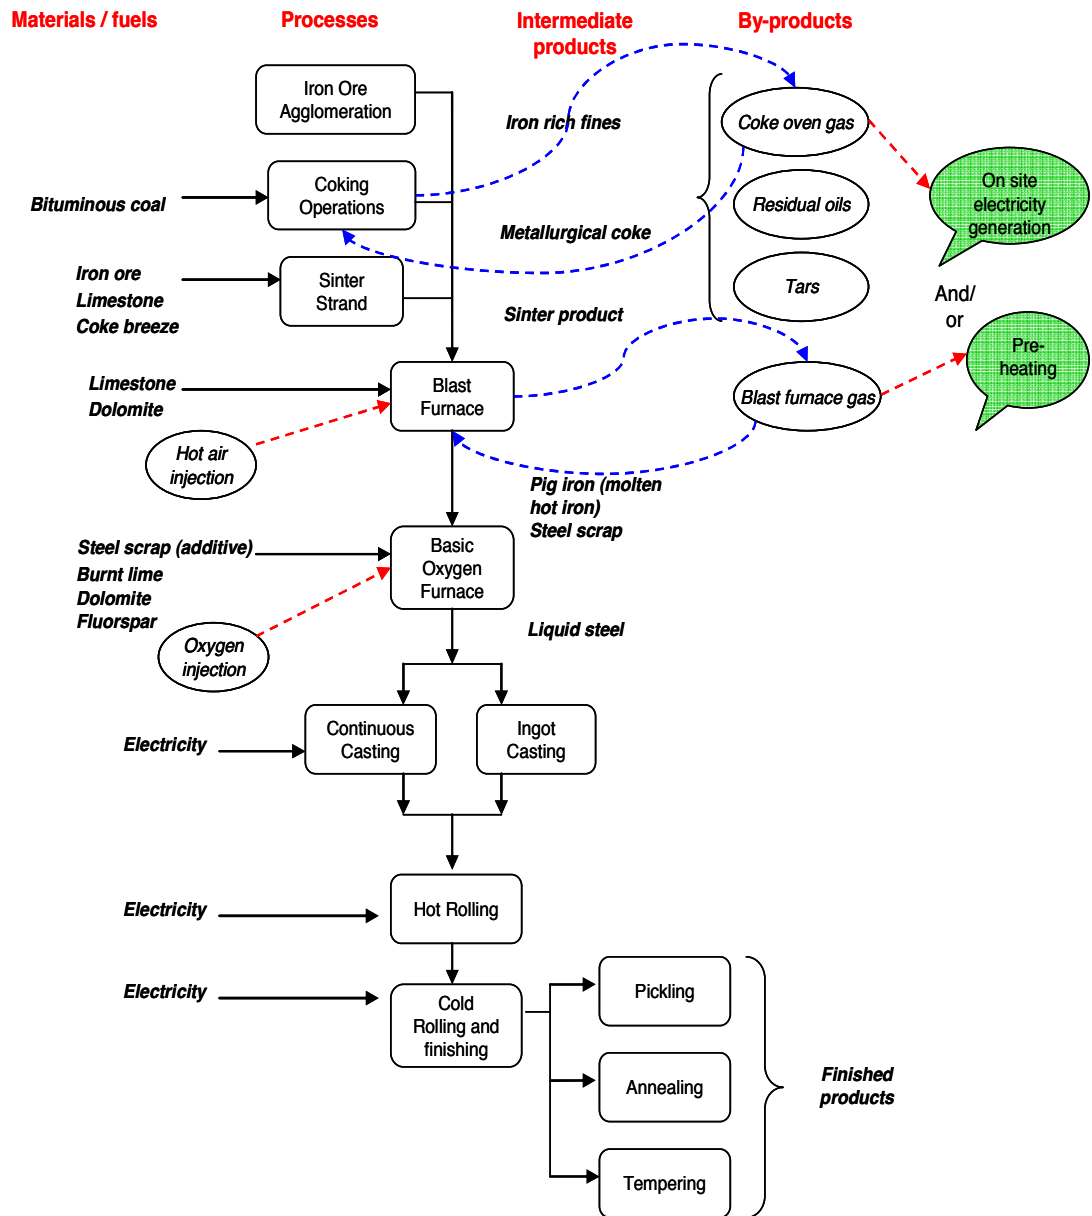 Materials / fuels
Processes
Intermediate
products
By-products
Iron Ore
Agglomeration
Iron rich fines
Coke oven gas
Bituminous coal
Coking
Operations
On site
electricity
generation
Residual oils
Metallurgical coke
Iron ore
Limestone
Coke breeze
Sinter
Strand
Tars
Sinter product
And/
or
Pre-
heating
Limestone
Dolomite
Blast
Furnace
Blast furnace gas
Hot air
injection
Pig iron (molten
hot iron)
Steel scrap
Steel scrap (additive)
Burnt lime
Dolomite
Fluorspar
Basic
Oxygen
Furnace
Oxygen
injection
Liquid steel
Electricity
Continuous
Casting
Ingot
Casting
Electricity
Hot Rolling
Electricity
Cold
Rolling and
finishing
Pickling
Annealing
Tempering
Finished
products